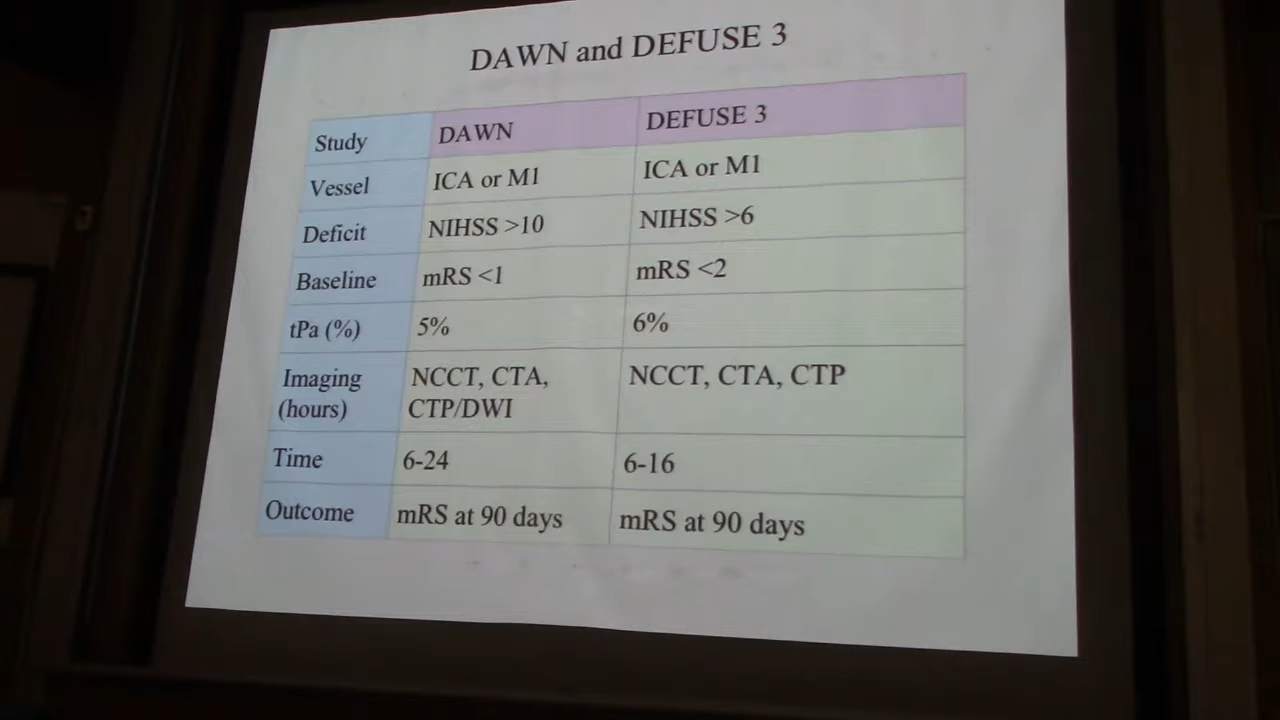 DAWN and DEFUSE 3
Study DAWN DEFUSE 3
Vessel ICA or M1 ICA or M1
Deficit NIHSS >10 NIHSS >6
Baseline mRS <1 mRS <2
tPa (%) 5% 6%
Imaging NCCT, CTA, NCCT, CTA, CTP
(hours) CTP/DWI
Time 6-24 6-16
Outcome mRS at 90 days mRS at 90 days